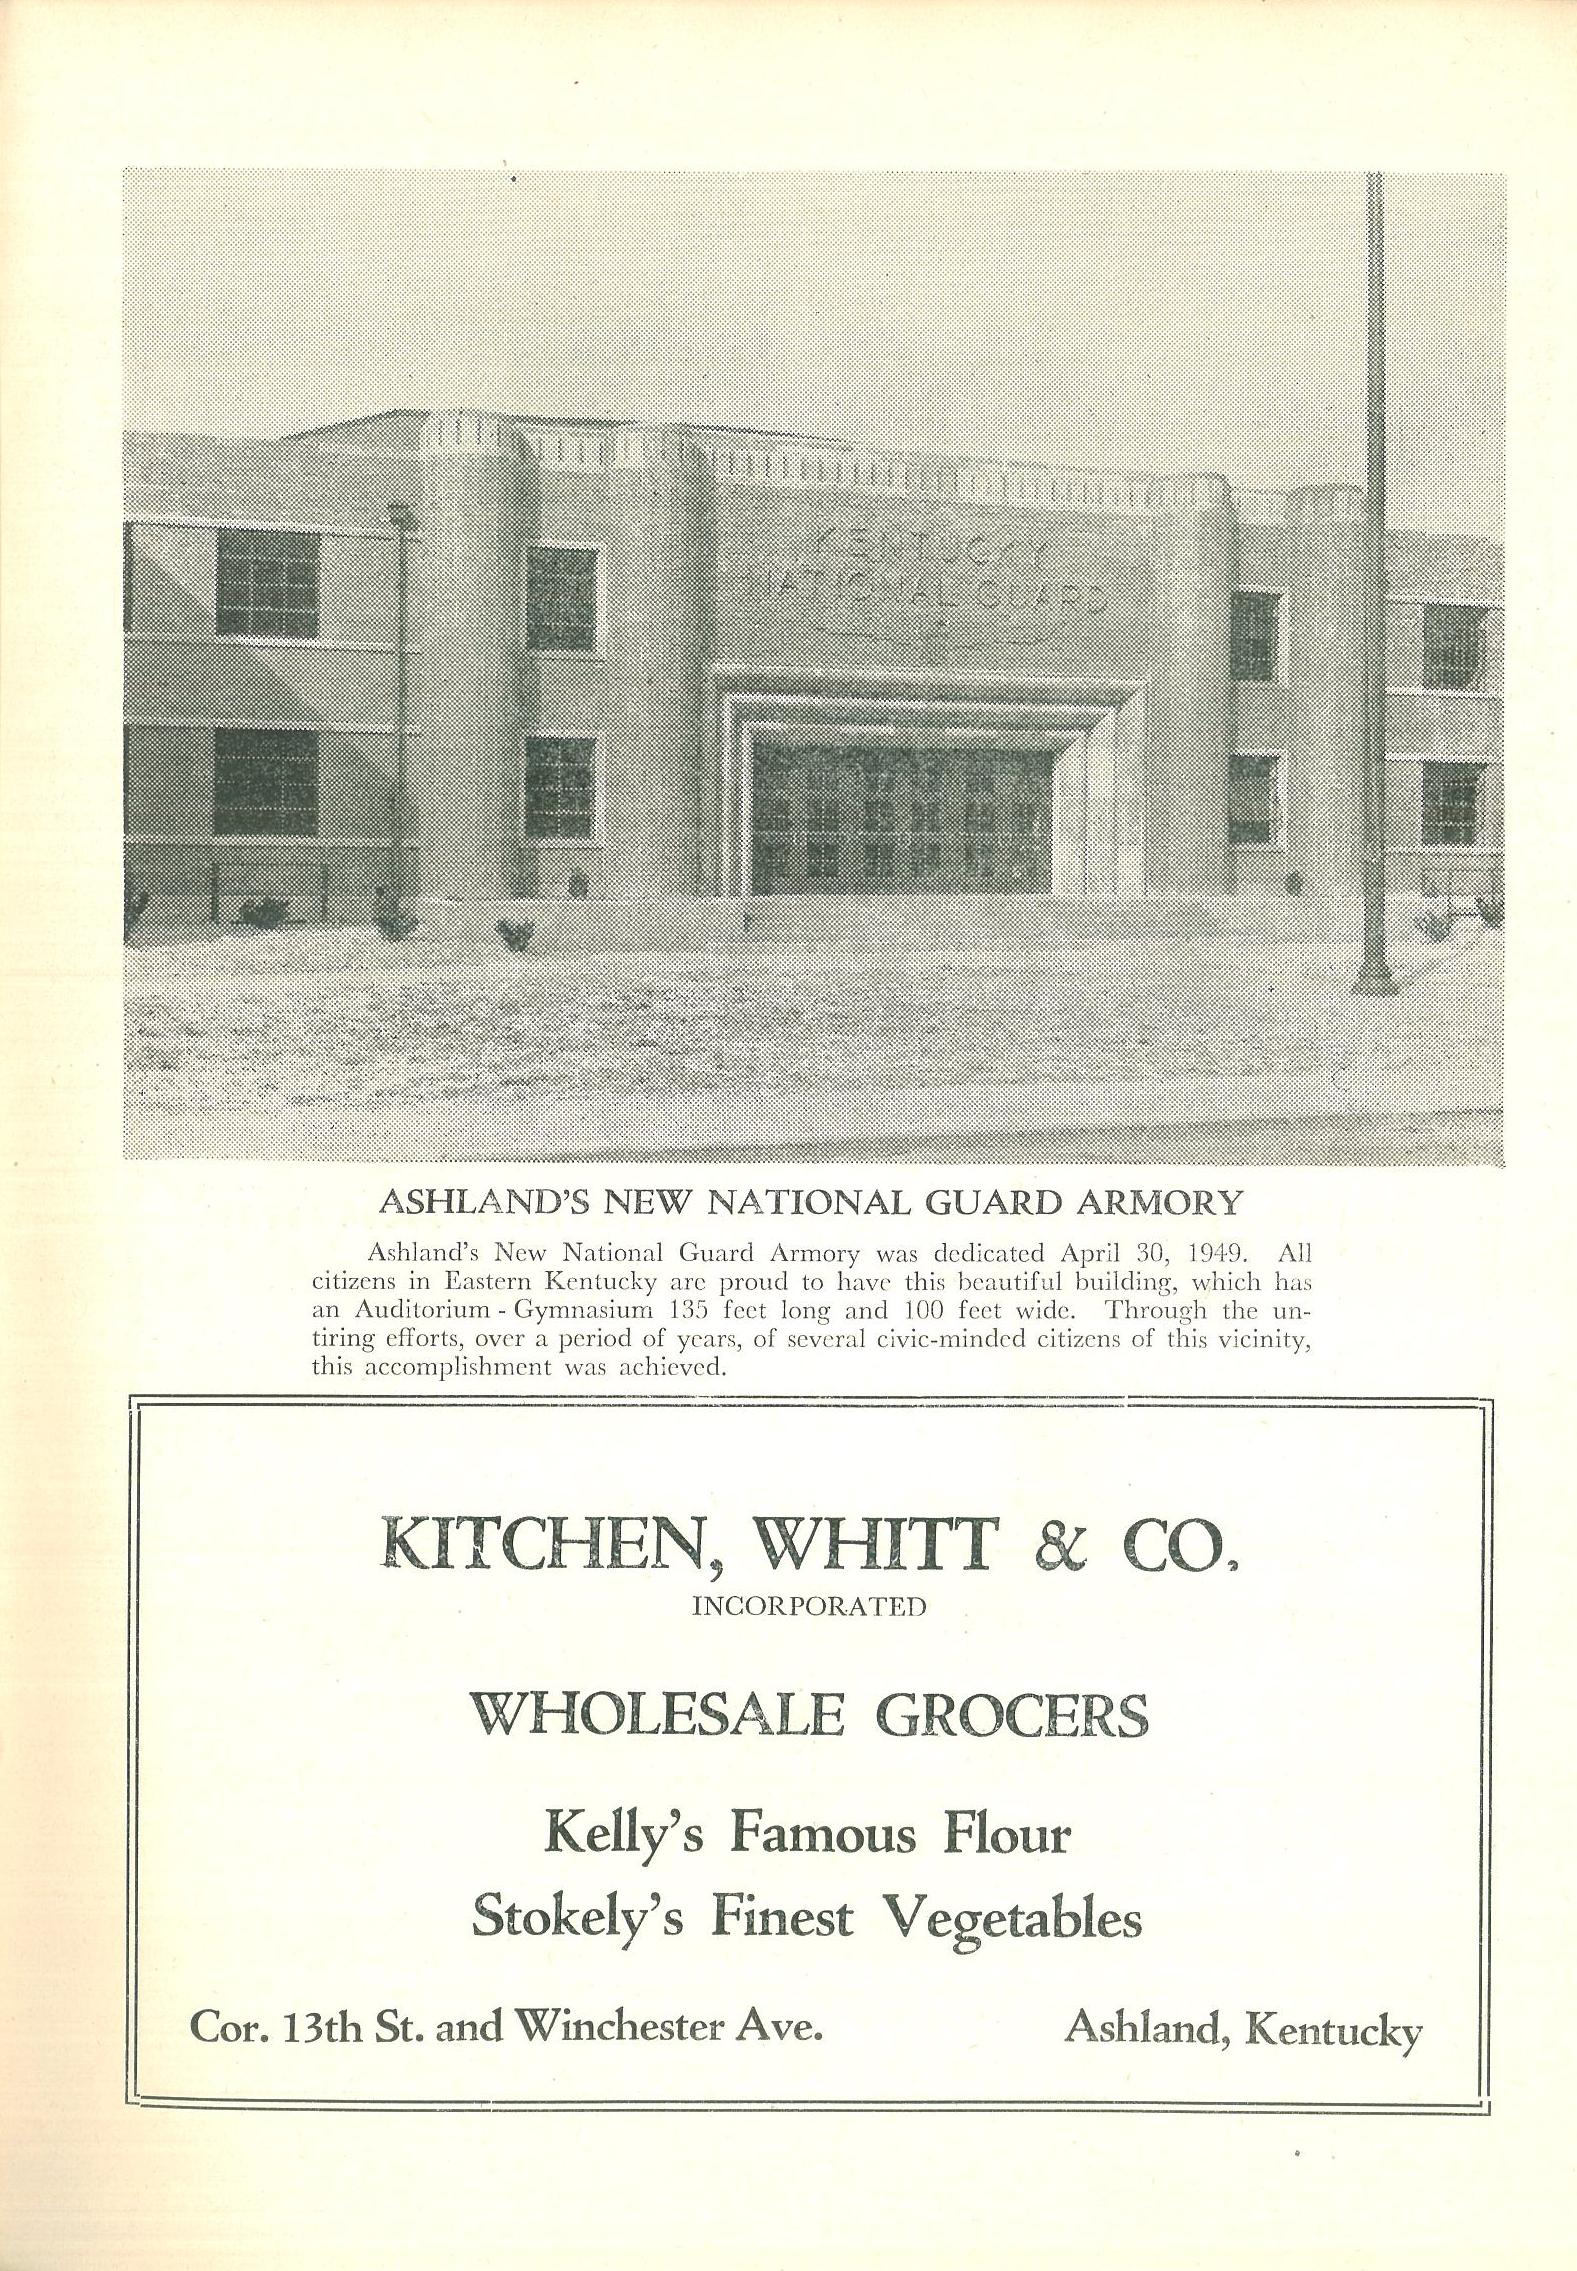 KENTUCKY
NATIONAL GUARD
ASHLAND'S NEW NATIONAL GUARD ARMORY
Ashland's New National Guard Armory was dedicated April 30, 1949. All
citizens in Eastern Kentucky are proud to have this beautiful building, which has
an Auditorium - Gymnasium 135 feet long and 100 feet wide. Through the un-
tiring efforts, over a period of years, of several civic-minded citizens of this vicinity,
this accomplishment was achieved.
KITCHEN, WHITT & CO.
INCORPORATED
WHOLESALE GROCERS
Kelly's Famous Flour
Stokely's Finest Vegetables
Cor. 13th St. and Winchester Ave. Ashland, Kentucky